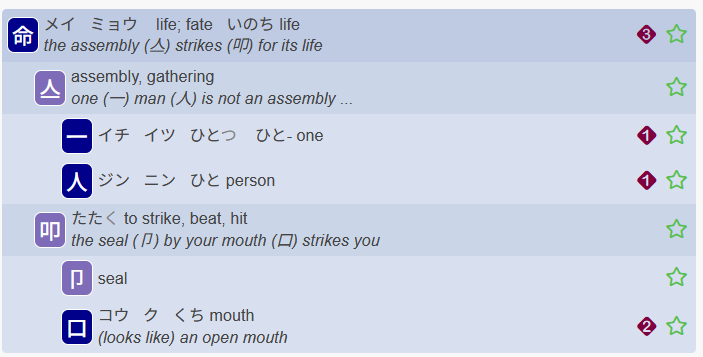 命 メイ ミョウ life; fate いのち life 3
the assembly (亼) strikes (叩) for its life
亼 assembly, gathering
one (一) man (人) is not an assembly ...
一 イチ イツ ひとつ ひと- one 1
人 ジン ニン ひと person 1
叩 たたく to strike, beat, hit
the seal (卩) by your mouth (口) strikes you
卩 seal
口 コウ ク くち mouth 2
(looks like) an open mouth